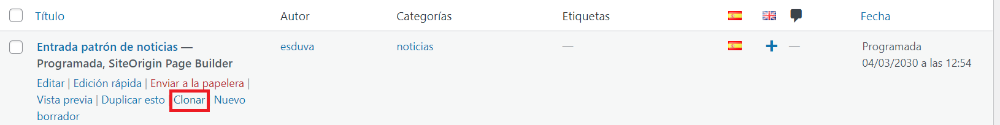 Título Autor Categorías Etiquetas Fecha
Entrada patrón de noticias — esduva noticias — — Programada
Programada, SiteOrigin Page Builder 04/03/2030 a las 12:54
Editar | Edición rápida | Enviar a la papelera |
Vista previa | Duplicar esto | Clonar | Nuevo
borrador